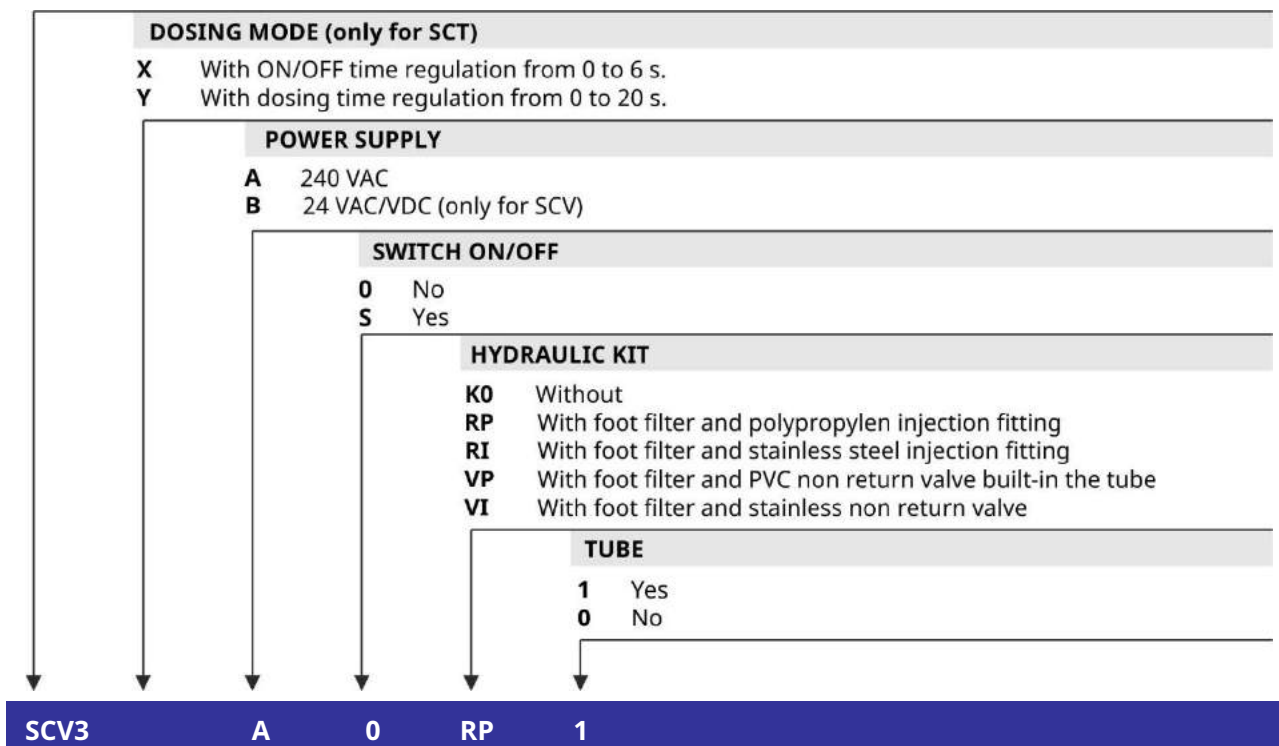 DOSING MODE (only for SCT)
X With ON/OFF time regulation from 0 to 6 s.
Y With dosing time regulation from 0 to 20 s.
POWER SUPPLY
A 240 VAC
B 24 VAC/VDC (only for SCV)
SWITCH ON/OFF
0 No
S Yes
HYDRAULIC KIT
K0 Without
RP With foot filter and polypropylen injection fitting
RI With foot filter and stainless steel injection fitting
VP With foot filter and PVC non return valve built-in the tube
VI With foot filter and stainless non return valve
TUBE
1 Yes
0 No
SCV3 A 0 RP 1